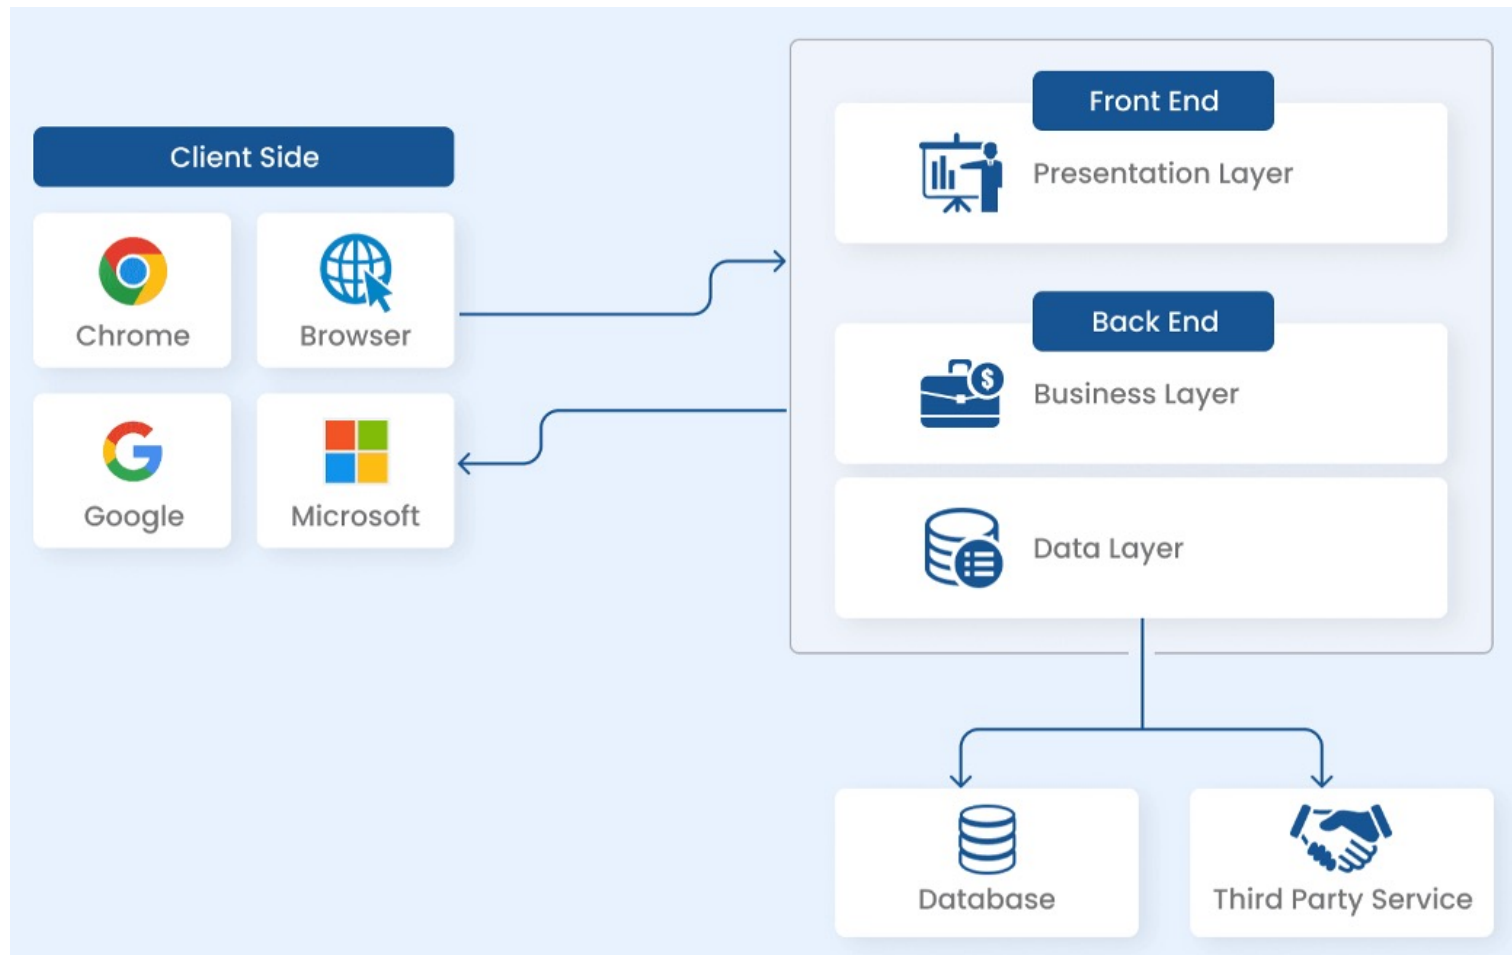 Client Side
Chrome
Browser
Google
Microsoft
Front End
Presentation Layer
Back End
$
Business Layer
Data Layer
Database
Third Party Service